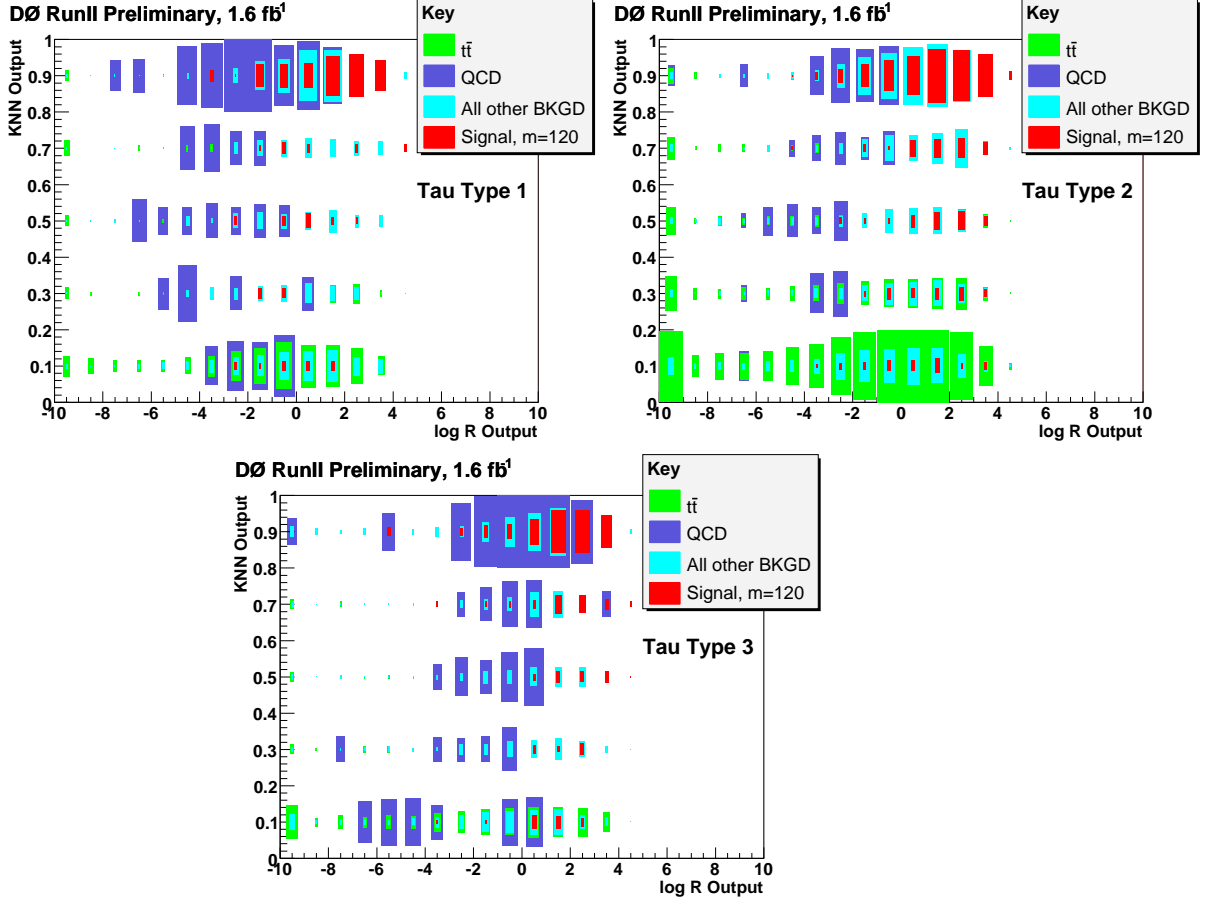 DØ RunII Preliminary, 1.6 fb⁻¹
Key
tt̄
QCD
All other BKGD
Signal, m=120
Tau Type 1
KNN Output
1
0.9
0.8
0.7
0.6
0.5
0.4
0.3
0.2
0.1
0
-10 -8 -6 -4 -2 0 2 4 6 8 10
log R Output
DØ RunII Preliminary, 1.6 fb⁻¹
Key
tt̄
QCD
All other BKGD
Signal, m=120
Tau Type 2
KNN Output
1
0.9
0.8
0.7
0.6
0.5
0.4
0.3
0.2
0.1
0
-10 -8 -6 -4 -2 0 2 4 6 8 10
log R Output
DØ RunII Preliminary, 1.6 fb⁻¹
Key
tt̄
QCD
All other BKGD
Signal, m=120
Tau Type 3
KNN Output
1
0.9
0.8
0.7
0.6
0.5
0.4
0.3
0.2
0.1
0
-10 -8 -6 -4 -2 0 2 4 6 8 10
log R Output